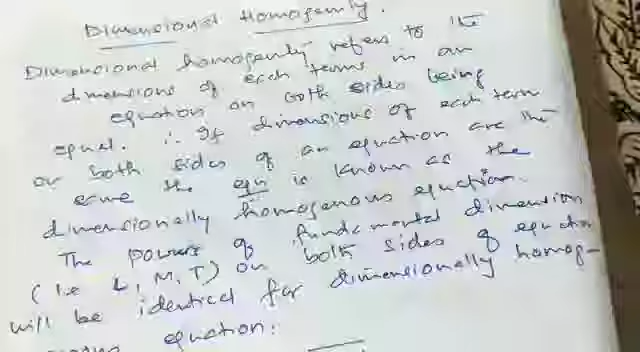 Dimensional Homogenity.
Dimensional homogenity refers to the
dimensions of each terms in an
equation on both sides being
equal. ∴ If dimensions of each term
on both sides of an equation are the
same the eqn is known as the
dimensionally homogenous equation.
The powers of fundamental dimension
(i.e L, M, T) on both sides of equation
will be identical for dimensionally homog-
equation: